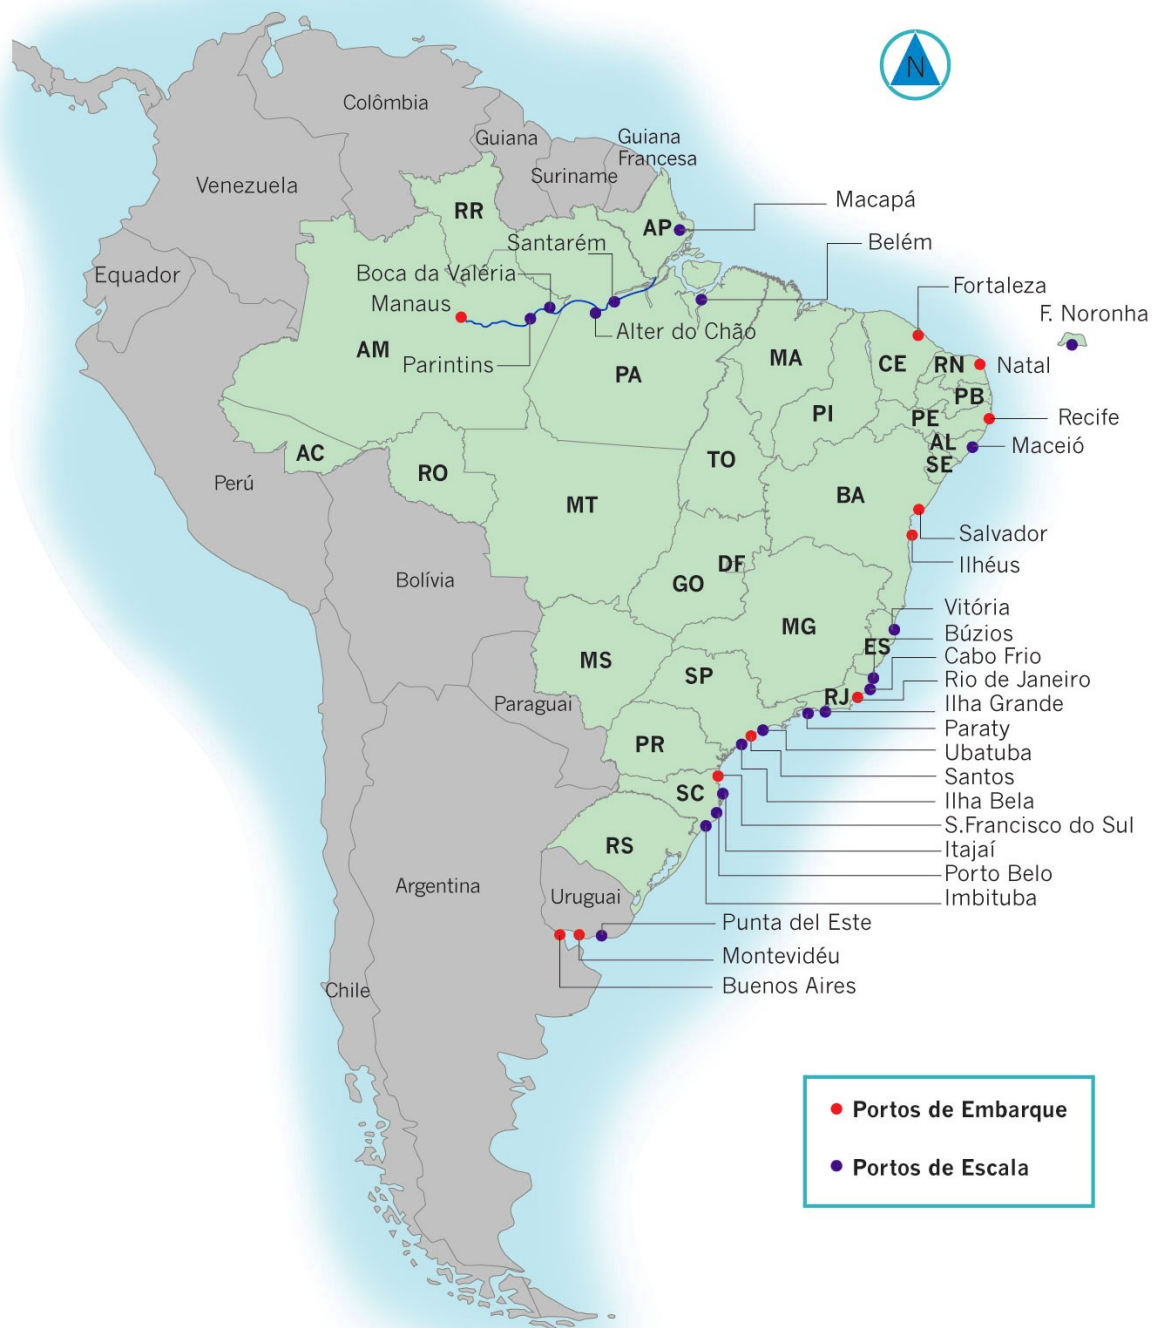 N
Colômbia
Guiana
Guiana
Francesa
Suriname
Venezuela
RR
AP
Macapá
Santarém
Belém
Equador
Boca da Valéria
Manaus
Fortaleza
F. Noronha
AM
Parintins
Alter do Chão
PA
MA
CE
RN
Natal
PB
PI
PE
Recife
AL
Maceió
SE
AC
RO
TO
Perú
MT
BA
Salvador
Ilhéus
Bolívia
DF
GO
MG
Vitória
Búzios
ES
Cabo Frio
MS
SP
Rio de Janeiro
RJ
Ilha Grande
Paraguai
Paraty
PR
Ubatuba
Santos
SC
Ilha Bela
S.Francisco do Sul
RS
Itajaí
Porto Belo
Argentina
Uruguai
Imbituba
Punta del Este
Montevidéu
Chile
Buenos Aires
Portos de Embarque
Portos de Escala